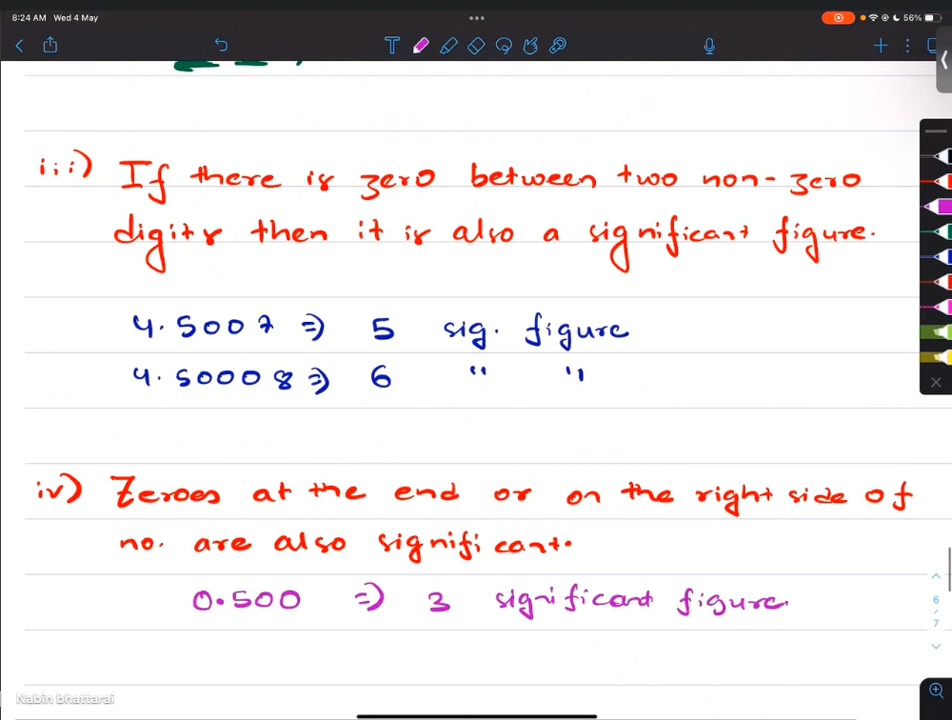 8:24 AM Wed 4 May
56%
iii) If there is zero between two non-zero
digits then it is also a significant figure.
4.5007 => 5 sig. figure
4.50008 => 6 " "
iv) Zeroes at the end or on the right side of
no. are also significant.
0.500 => 3 significant figure.
6
/
7
Nabin bhattarai